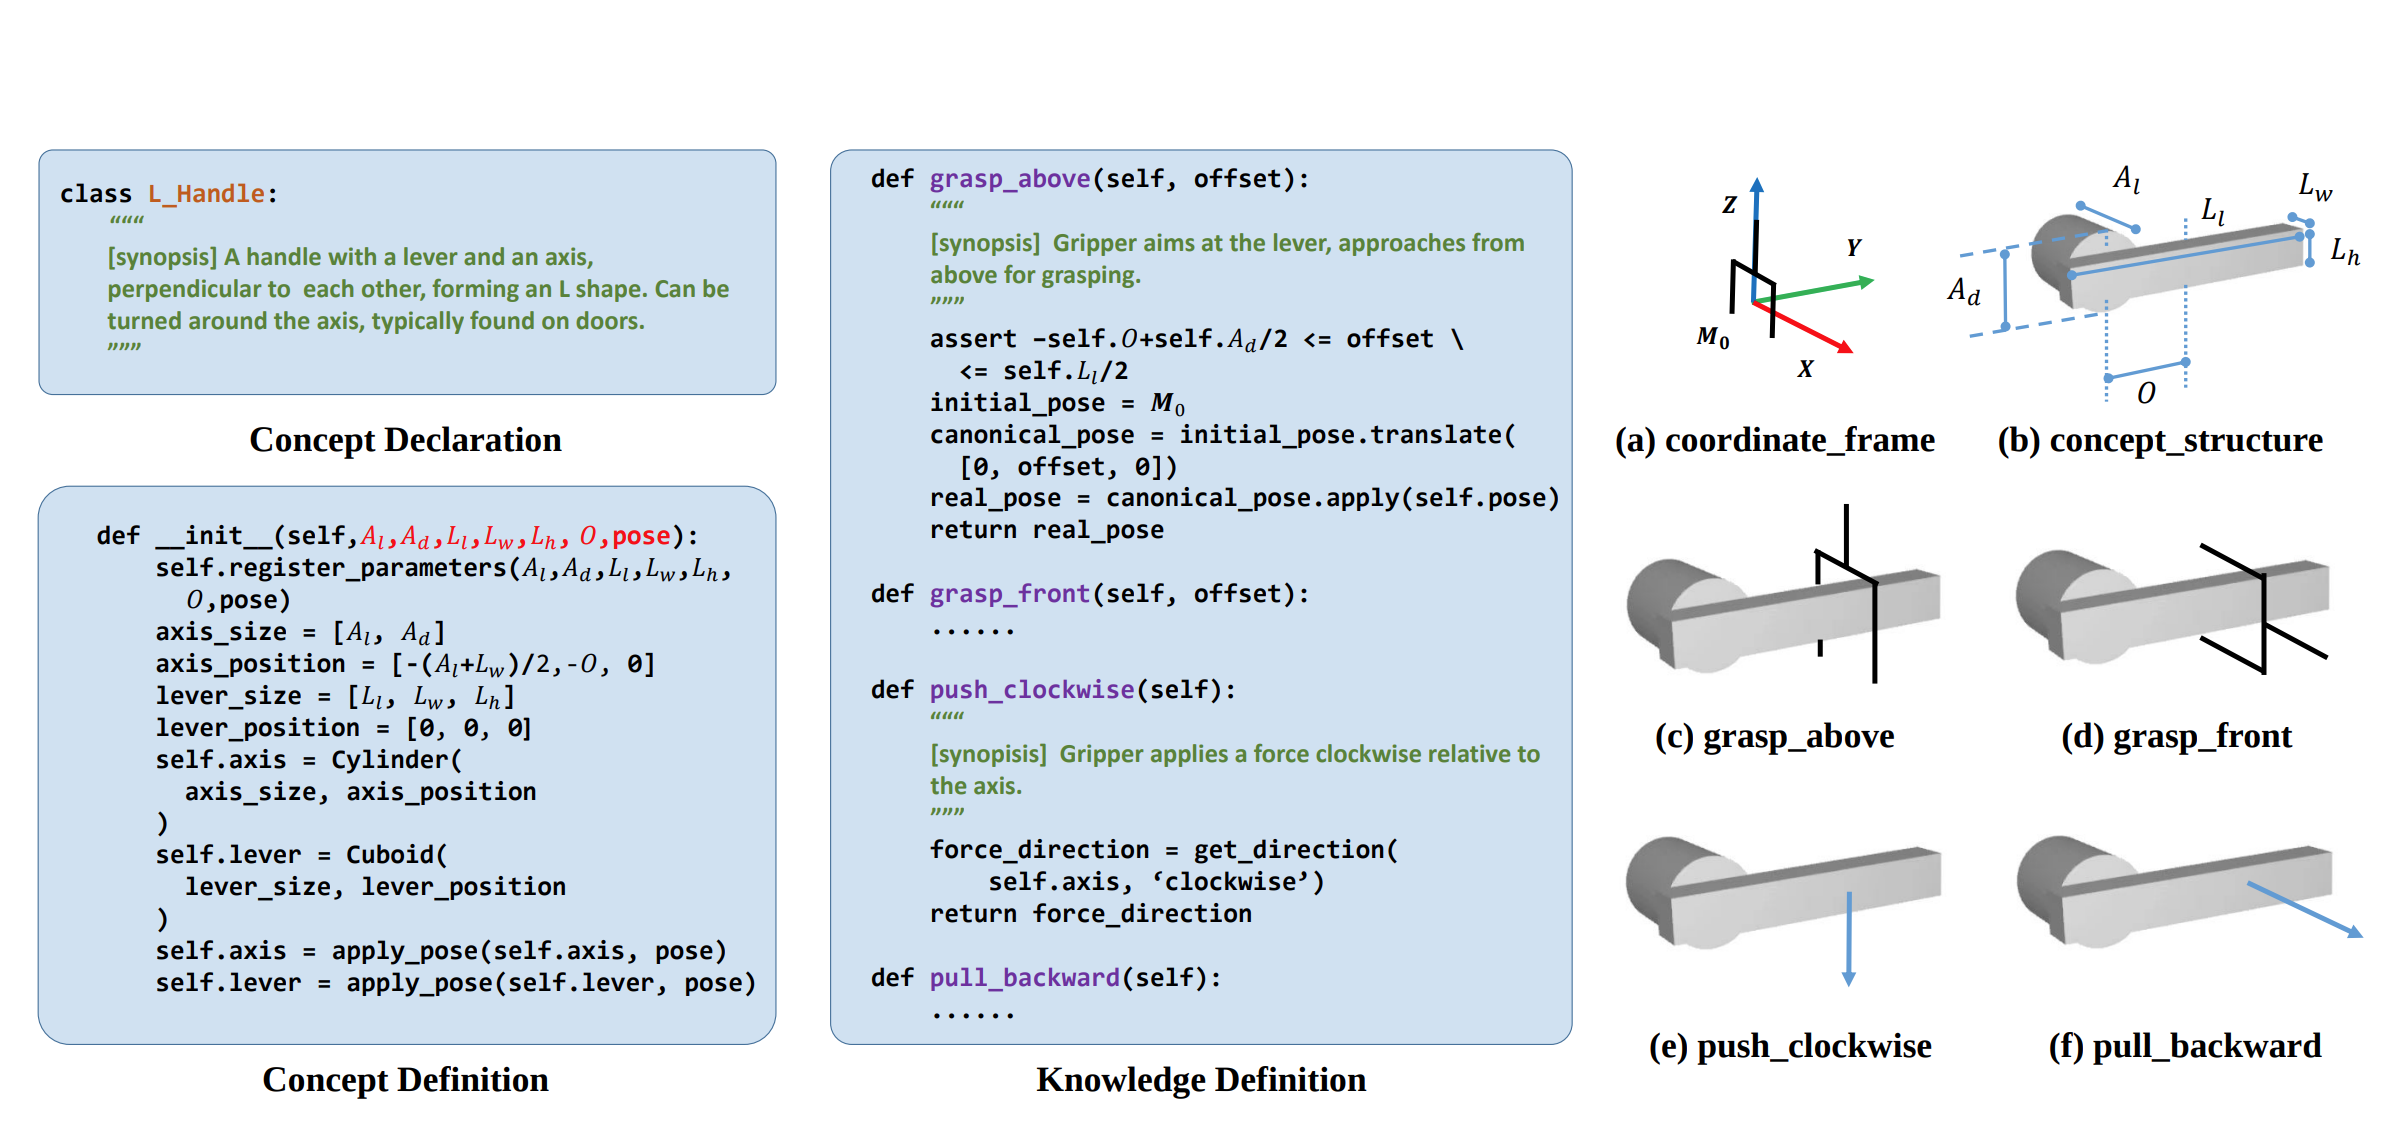 class L_Handle:
“““
[synopsis] A handle with a lever and an axis,
perpendicular to each other, forming an L shape. Can be
turned around the axis, typically found on doors.
”””
Concept Declaration
def __init__(self,A_l,A_d,L_l,L_w,L_h, O,pose):
self.register_parameters(A_l,A_d,L_l,L_w,L_h,
O,pose)
axis_size = [A_l, A_d]
axis_position = [-(A_l+L_w)/2,-O, 0]
lever_size = [L_l, L_w, L_h]
lever_position = [0, 0, 0]
self.axis = Cylinder(
axis_size, axis_position
)
self.lever = Cuboid(
lever_size, lever_position
)
self.axis = apply_pose(self.axis, pose)
self.lever = apply_pose(self.lever, pose)
Concept Definition
def grasp_above(self, offset):
“““
[synopsis] Gripper aims at the lever, approaches from
above for grasping.
”””
assert –self.O+self.A_d/2 <= offset \
<= self.L_l/2
initial_pose = M_0
canonical_pose = initial_pose.translate(
[0, offset, 0])
real_pose = canonical_pose.apply(self.pose)
return real_pose
def grasp_front(self, offset):
......
def push_clockwise(self):
“““
[synopisis] Gripper applies a force clockwise relative to
the axis.
”””
force_direction = get_direction(
self.axis, ‘clockwise’)
return force_direction
def pull_backward(self):
......
Knowledge Definition
Z
Y
M_0
X
(a) coordinate_frame
A_l
L_w
L_l
L_h
A_d
O
(b) concept_structure
(c) grasp_above
(d) grasp_front
(e) push_clockwise
(f) pull_backward